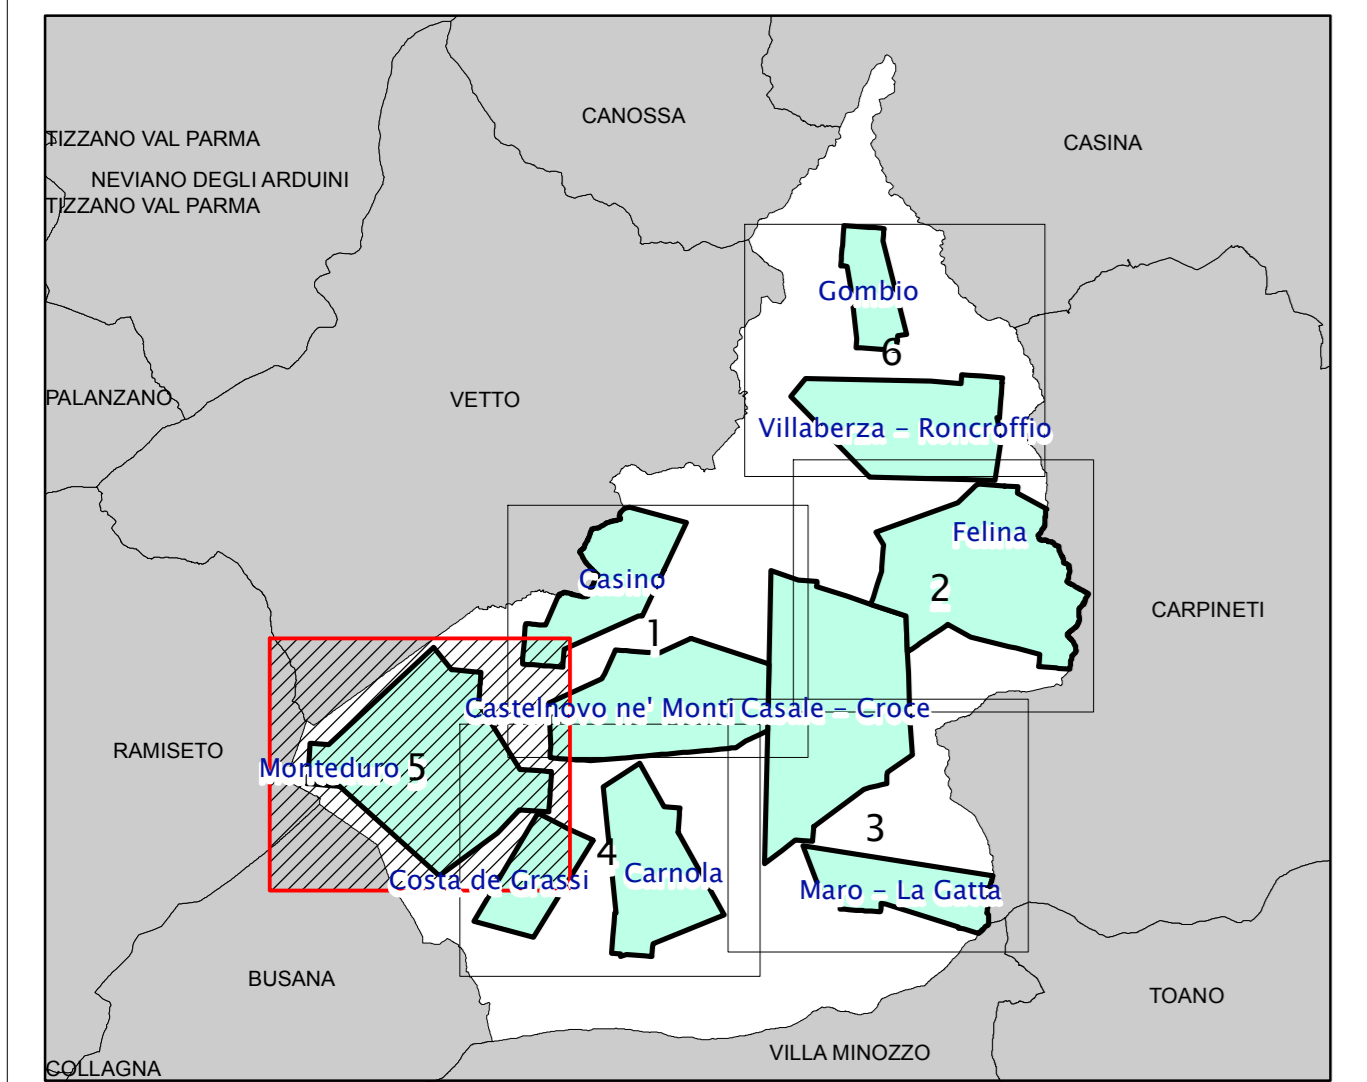 CANOSSA
TIZZANO VAL PARMA
CASINA
NEVIANO DEGLI ARDUINI
TIZZANO VAL PARMA
Gombio
6
PALANZANO
VETTO
Villaberza - Roncroffio
Felina
Casino
2
CARPINETI
1
Castelnovo ne' Monti
Casale - Croce
RAMISETO
Monteduro
5
3
4
Carnola
Costa de Grassi
Maro - La Gatta
BUSANA
TOANO
VILLA MINOZZO
COLLAGNA